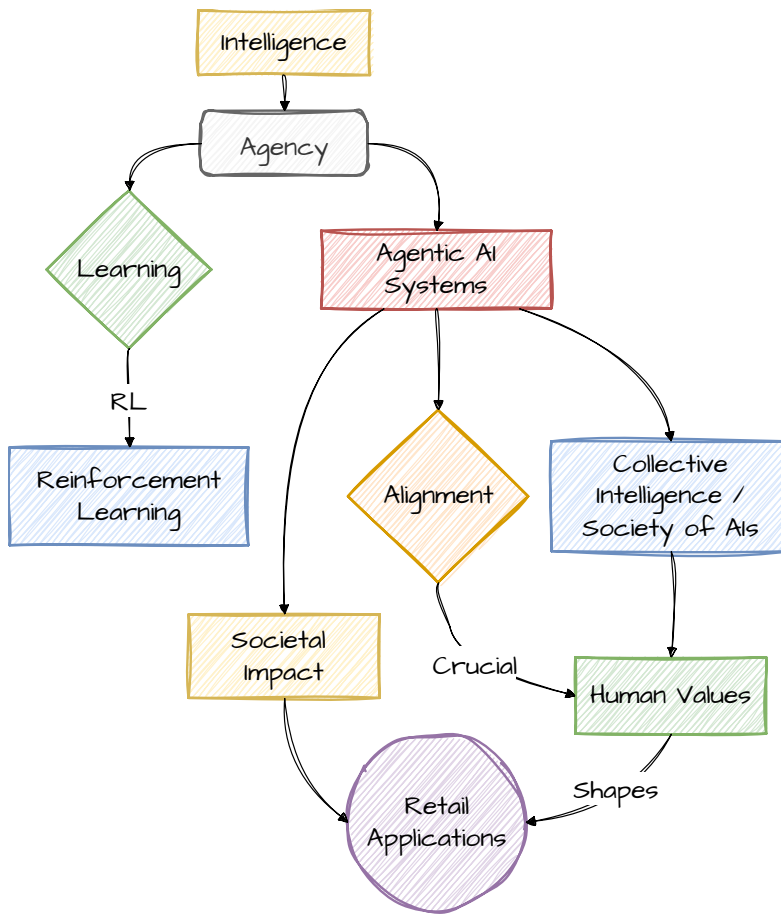 Intelligence
Agency
Learning
Agentic AI
Systems
RL
Reinforcement
Learning
Alignment
Collective
Intelligence /
Society of AIs
Societal
Impact
Crucial
Human Values
Shapes
Retail
Applications